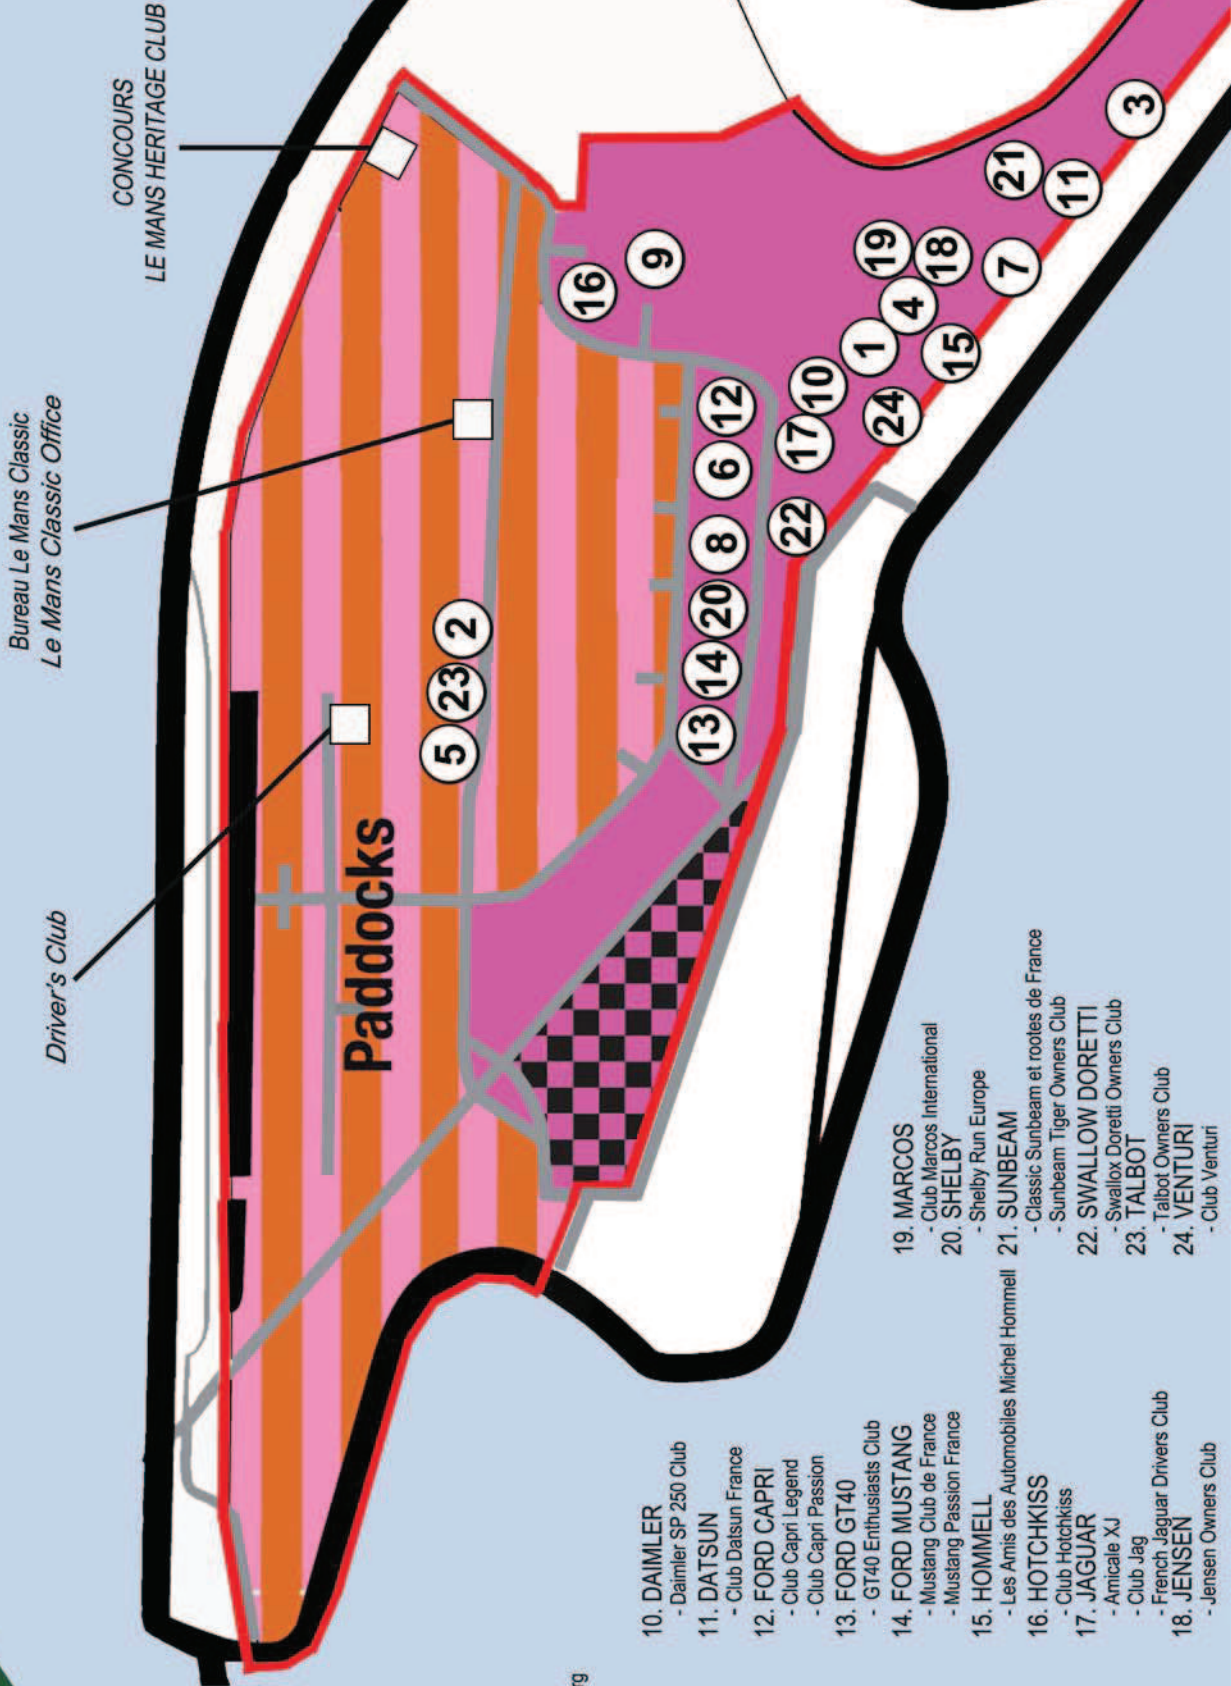 Bureau Le Mans Classic
Le Mans Classic Office
Driver's Club
CONCOURS
LE MANS HERITAGE CLUB
Paddocks
5
23
2
16
9
13
14
20
8
6
12
22
17
10
1
24
19
4
15
18
7
21
11
3
rg
10. DAIMLER
- Daimler SP 250 Club
11. DATSUN
- Club Datsun France
12. FORD CAPRI
- Club Capri Legend
- Club Capri Passion
13. FORD GT40
- GT40 Enthusiasts Club
14. FORD MUSTANG
- Mustang Club de France
- Mustang Passion France
15. HOMMELL
- Les Amis des Automobiles Michel Hommell
16. HOTCHKISS
- Club Hotchkiss
17. JAGUAR
- Amicale XJ
- Club Jag
- French Jaguar Drivers Club
18. JENSEN
- Jensen Owners Club
19. MARCOS
- Club Marcos International
20. SHELBY
- Shelby Run Europe
21. SUNBEAM
- Classic Sunbeam et rootes de France
- Sunbeam Tiger Owners Club
22. SWALLOW DORETTI
- Swallox Doretti Owners Club
23. TALBOT
- Talbot Owners Club
24. VENTURI
- Club Venturi